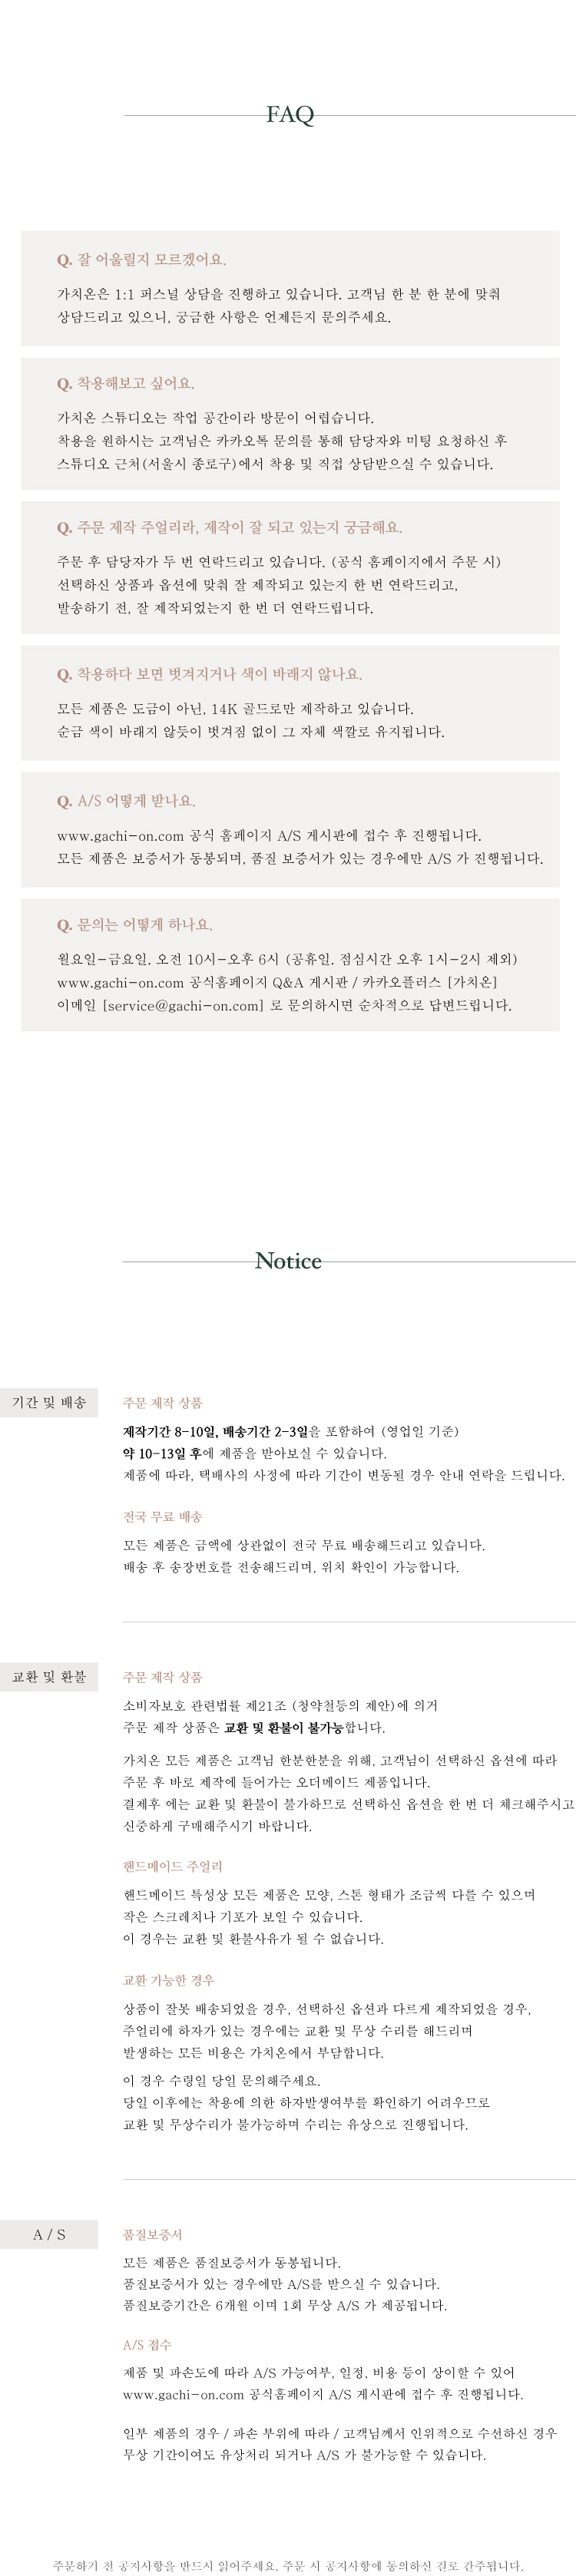 FAQ
Q. 잘 어울릴지 모르겠어요.
가치온은 1:1 퍼스널 상담을 진행하고 있습니다. 고객님 한 분 한 분에 맞춰
상담드리고 있으니, 궁금한 사항은 언제든지 문의주세요.
Q. 착용해보고 싶어요.
가치온 스튜디오는 작업 공간이라 방문이 어렵습니다.
착용을 원하시는 고객님은 카카오톡 문의를 통해 담당자와 미팅 요청하신 후
스튜디오 근처(서울시 종로구)에서 착용 및 직접 상담받으실 수 있습니다.
Q. 주문 제작 주얼리라, 제작이 잘 되고 있는지 궁금해요.
주문 후 담당자가 두 번 연락드리고 있습니다. (공식 홈페이지에서 주문 시)
선택하신 상품과 옵션에 맞춰 잘 제작되고 있는지 한 번 연락드리고,
발송하기 전, 잘 제작되었는지 한 번 더 연락드립니다.
Q. 착용하다 보면 벗겨지거나 색이 바래지 않나요.
모든 제품은 도금이 아닌, 14K 골드로만 제작하고 있습니다.
순금 색이 바래지 않듯이 벗겨짐 없이 그 자체 색깔로 유지됩니다.
Q. A/S 어떻게 받나요.
www.gachi-on.com 공식 홈페이지 A/S 게시판에 접수 후 진행됩니다.
모든 제품은 보증서가 동봉되며, 품질 보증서가 있는 경우에만 A/S 가 진행됩니다.
Q. 문의는 어떻게 하나요.
월요일-금요일. 오전 10시-오후 6시 (공휴일. 점심시간 오후 1시-2시 제외)
www.gachi-on.com 공식홈페이지 Q&A 게시판 / 카카오플러스 [가치온]
이메일 [service@gachi-on.com] 로 문의하시면 순차적으로 답변드립니다.
Notice
기간 및 배송
주문 제작 상품
제작기간 8-10일, 배송기간 2-3일을 포함하여 (영업일 기준)
약 10-13일 후에 제품을 받아보실 수 있습니다.
제품에 따라, 택배사의 사정에 따라 기간이 변동될 경우 안내 연락을 드립니다.
전국 무료 배송
모든 제품은 금액에 상관없이 전국 무료 배송해드리고 있습니다.
배송 후 송장번호를 전송해드리며, 위치 확인이 가능합니다.
교환 및 환불
주문 제작 상품
소비자보호 관련법률 제21조 (청약철등의 제안)에 의거
주문 제작 상품은 교환 및 환불이 불가능합니다.
가치온 모든 제품은 고객님 한분한분을 위해, 고객님이 선택하신 옵션에 따라
주문 후 바로 제작에 들어가는 오더메이드 제품입니다.
결제후 에는 교환 및 환불이 불가하므로 선택하신 옵션을 한 번 더 체크해주시고
신중하게 구매해주시기 바랍니다.
핸드메이드 주얼리
핸드메이드 특성상 모든 제품은 모양, 스톤 형태가 조금씩 다를 수 있으며
작은 스크래치나 기포가 보일 수 있습니다.
이 경우는 교환 및 환불사유가 될 수 없습니다.
교환 가능한 경우
상품이 잘못 배송되었을 경우, 선택하신 옵션과 다르게 제작되었을 경우,
주얼리에 하자가 있는 경우에는 교환 및 무상 수리를 해드리며
발생하는 모든 비용은 가치온에서 부담합니다.
이 경우 수령일 당일 문의해주세요.
당일 이후에는 착용에 의한 하자발생여부를 확인하기 어려우므로
교환 및 무상수리가 불가능하며 수리는 유상으로 진행됩니다.
A / S
품질보증서
모든 제품은 품질보증서가 동봉됩니다.
품질보증서가 있는 경우에만 A/S를 받으실 수 있습니다.
품질보증기간은 6개월 이며 1회 무상 A/S 가 제공됩니다.
A/S 접수
제품 및 파손도에 따라 A/S 가능여부, 일정, 비용 등이 상이할 수 있어
www.gachi-on.com 공식홈페이지 A/S 게시판에 접수 후 진행됩니다.
일부 제품의 경우 / 파손 부위에 따라 / 고객님께서 인위적으로 수선하신 경우
무상 기간이여도 유상처리 되거나 A/S 가 불가능할 수 있습니다.
주문하기 전 공지사항을 반드시 읽어주세요. 주문 시 공지사항에 동의하신 걸로 간주됩니다.